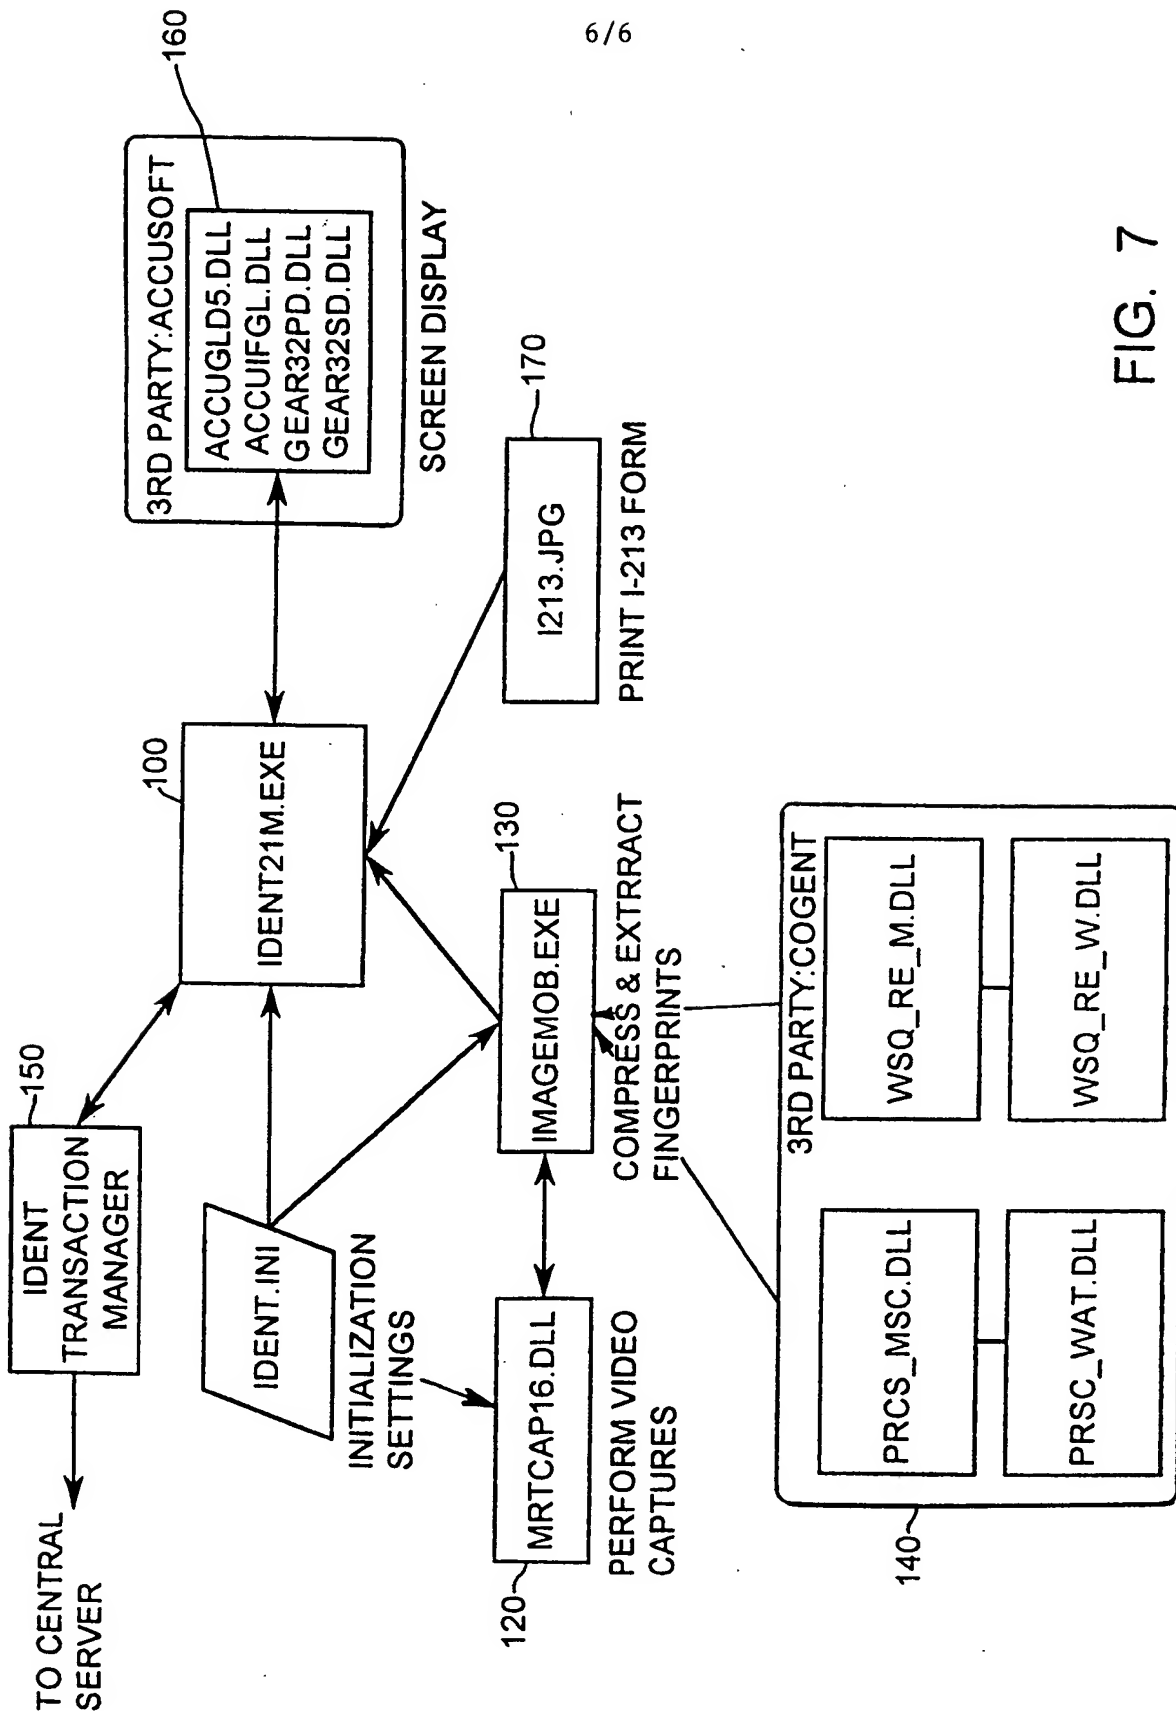 6/6
TO CENTRAL
SERVER
IDENT
TRANSACTION
MANAGER
150
100
IDENT21M.EXE
160
3RD PARTY:ACCUSOFT
ACCUGLD5.DLL
ACCUIFGL.DLL
GEAR32PD.DLL
GEAR32SD.DLL
SCREEN DISPLAY
IDENT.INI
INITIALIZATION
SETTINGS
120
MRTCAP16.DLL
PERFORM VIDEO
CAPTURES
130
IMAGEMOB.EXE
COMPRESS & EXTRRACT
FINGERPRINTS
170
I213.JPG
PRINT I-213 FORM
140
3RD PARTY:COGENT
PRCS_MSC.DLL
WSQ_RE_M.DLL
PRSC_WAT.DLL
WSQ_RE_W.DLL
FIG. 7